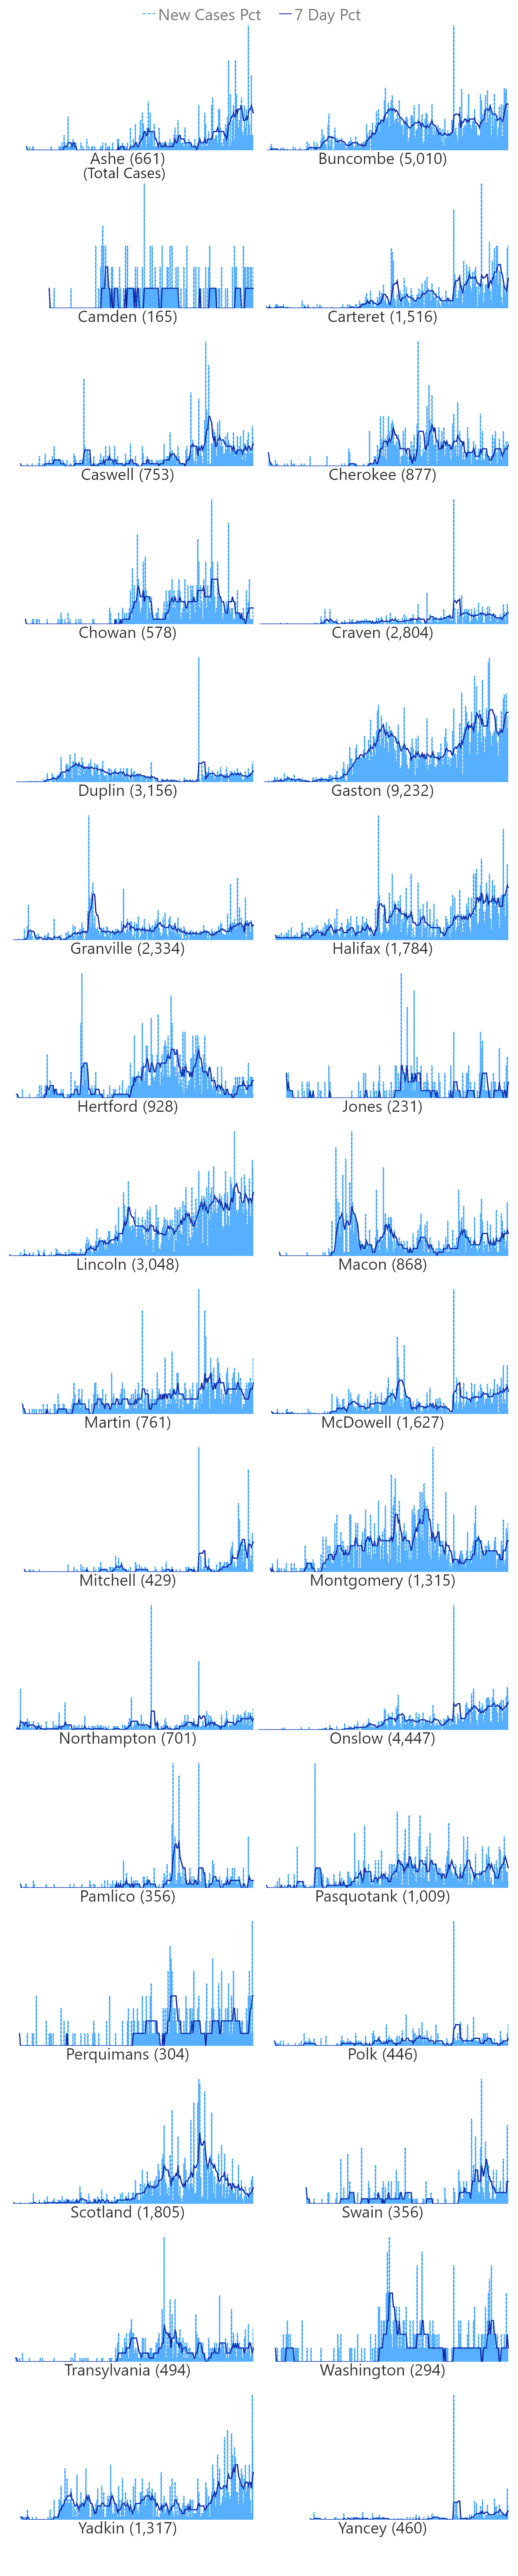 New Cases Pct 7 Day Pct
Ashe (661) Buncombe (5,010)
(Total Cases)
Camden (165) Carteret (1,516)
Caswell (753) Cherokee (877)
Chowan (578) Craven (2,804)
Duplin (3,156) Gaston (9,232)
Granville (2,334) Halifax (1,784)
Hertford (928) Jones (231)
Lincoln (3,048) Macon (868)
Martin (761) McDowell (1,627)
Mitchell (429) Montgomery (1,315)
Northampton (701) Onslow (4,447)
Pamlico (356) Pasquotank (1,009)
Perquimans (304) Polk (446)
Scotland (1,805) Swain (356)
Transylvania (494) Washington (294)
Yadkin (1,317) Yancey (460)